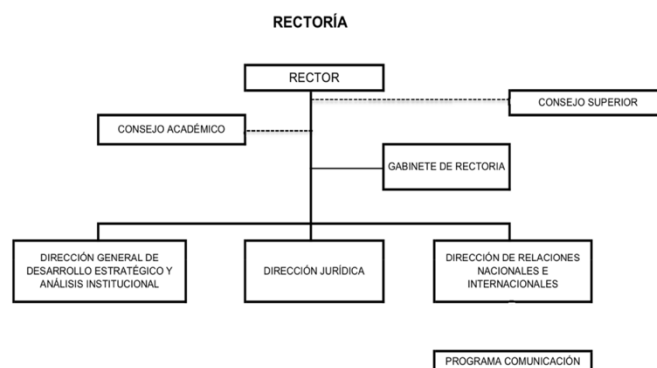 RECTORÍA
RECTOR
CONSEJO SUPERIOR
CONSEJO ACADÉMICO
GABINETE DE RECTORIA
DIRECCIÓN GENERAL DE
DESARROLLO ESTRATÉGICO Y
ANÁLISIS INSTITUCIONAL
DIRECCIÓN JURÍDICA
DIRECCIÓN DE RELACIONES
NACIONALES E
INTERNACIONALES
PROGRAMA COMUNICACIÓN